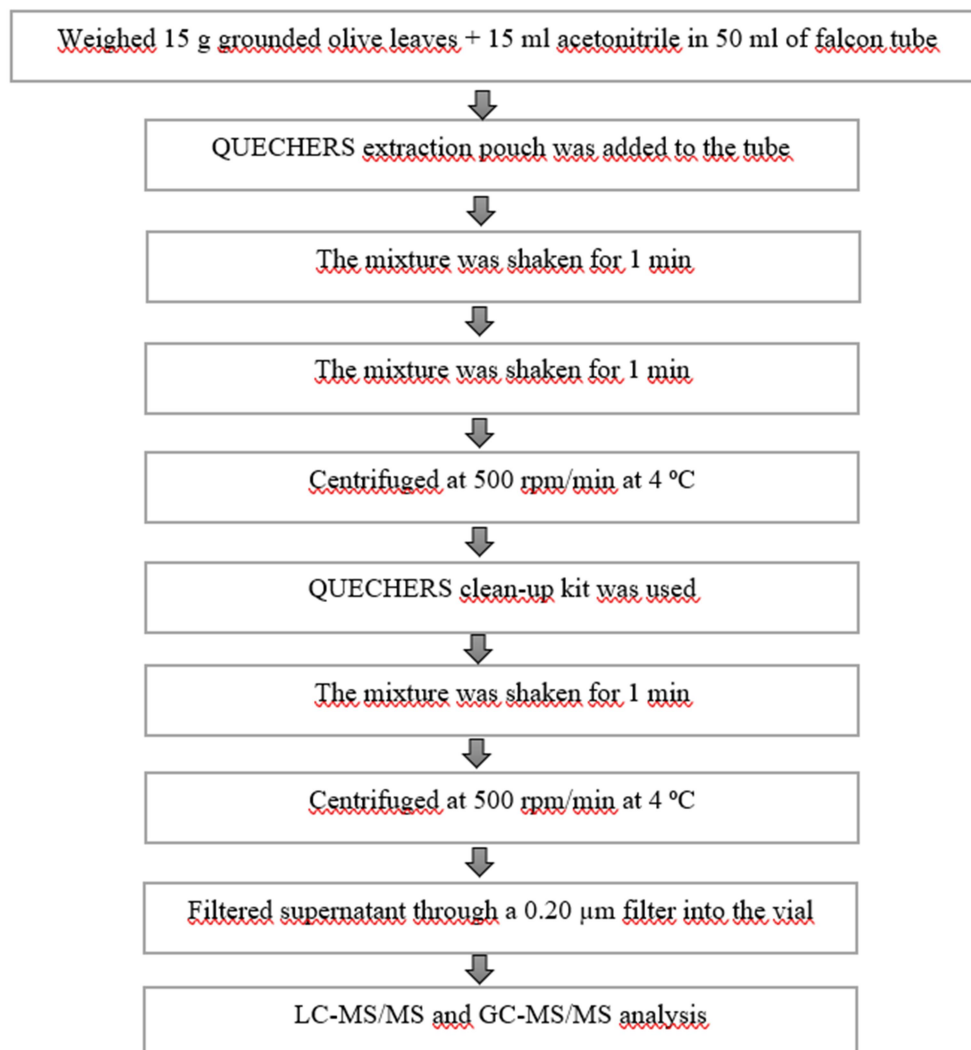 Weighed 15 g grounded olive leaves + 15 ml acetonitrile in 50 ml of falcon tube
QUECHERS extraction pouch was added to the tube
The mixture was shaken for 1 min
The mixture was shaken for 1 min
Centrifuged at 500 rpm/min at 4 ºC
QUECHERS clean-up kit was used
The mixture was shaken for 1 min
Centrifuged at 500 rpm/min at 4 ºC
Filtered supernatant through a 0.20 µm filter into the vial
LC-MS/MS and GC-MS/MS analysis